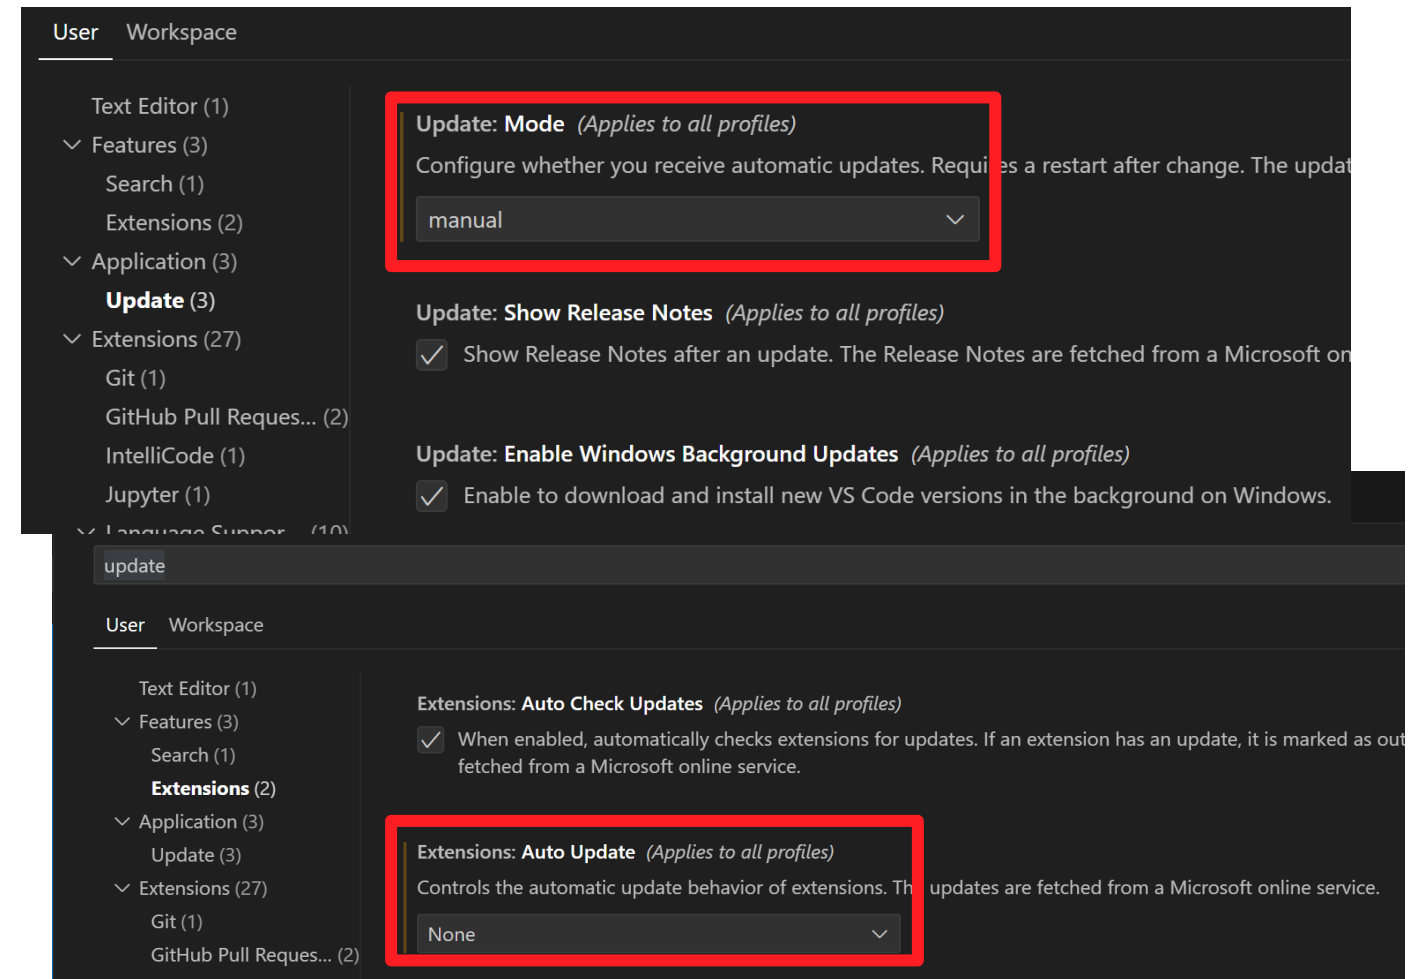 User Workspace
Text Editor (1)
Features (3)
Search (1)
Extensions (2)
Application (3)
Update (3)
Extensions (27)
Git (1)
GitHub Pull Reques... (2)
IntelliCode (1)
Jupyter (1)
Language Suppor... (10)
Update: Mode (Applies to all profiles)
Configure whether you receive automatic updates. Requires a restart after change. The updat
manual
Update: Show Release Notes (Applies to all profiles)
Show Release Notes after an update. The Release Notes are fetched from a Microsoft on
Update: Enable Windows Background Updates (Applies to all profiles)
Enable to download and install new VS Code versions in the background on Windows.
update
User Workspace
Text Editor (1)
Features (3)
Search (1)
Extensions (2)
Application (3)
Update (3)
Extensions (27)
Git (1)
GitHub Pull Reques... (2)
Extensions: Auto Check Updates (Applies to all profiles)
When enabled, automatically checks extensions for updates. If an extension has an update, it is marked as out
fetched from a Microsoft online service.
Extensions: Auto Update (Applies to all profiles)
Controls the automatic update behavior of extensions. The updates are fetched from a Microsoft online service.
None